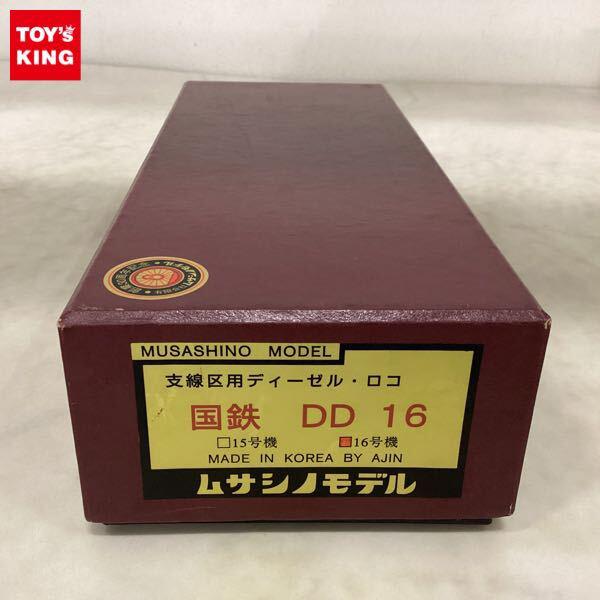 TOY'S
KING
MUSASHINO MODEL
支線区用ディーゼル・ロコ
国鉄 DD 16
□15号機 ■16号機
MADE IN KOREA BY AJIN
ムサシノモデル